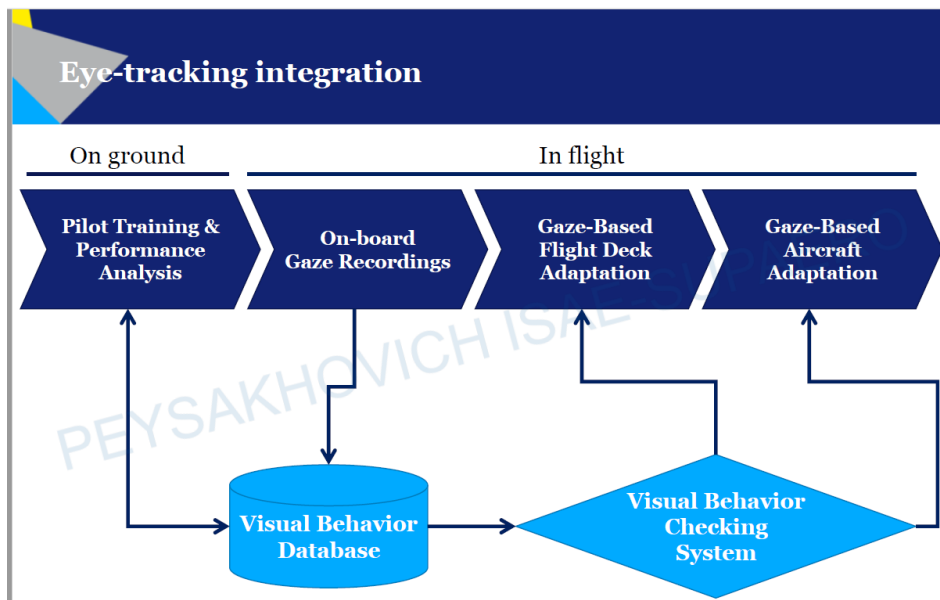 Eye-tracking integration
On ground
In flight
Pilot Training &
Performance
Analysis
On-board
Gaze Recordings
Gaze-Based
Flight Deck
Adaptation
Gaze-Based
Aircraft
Adaptation
PEYSAKHOVICH ISAE-SUPAERO
Visual Behavior
Database
Visual Behavior
Checking
System